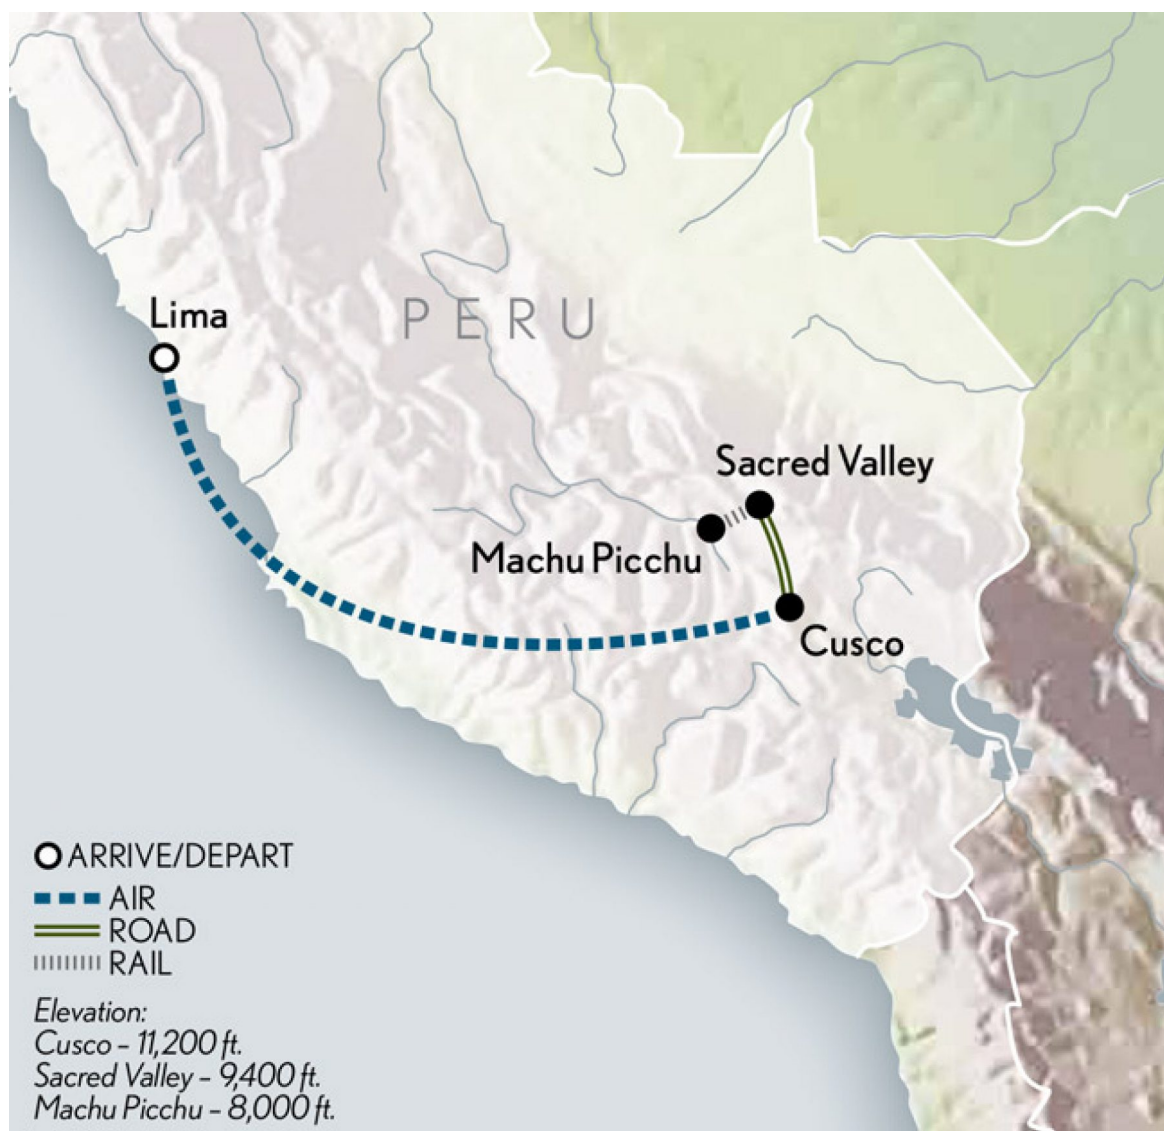 Lima
PERU
Sacred Valley
Machu Picchu
Cusco
ARRIVE/DEPART
AIR
ROAD
RAIL
Elevation:
Cusco – 11,200 ft.
Sacred Valley – 9,400 ft.
Machu Picchu – 8,000 ft.